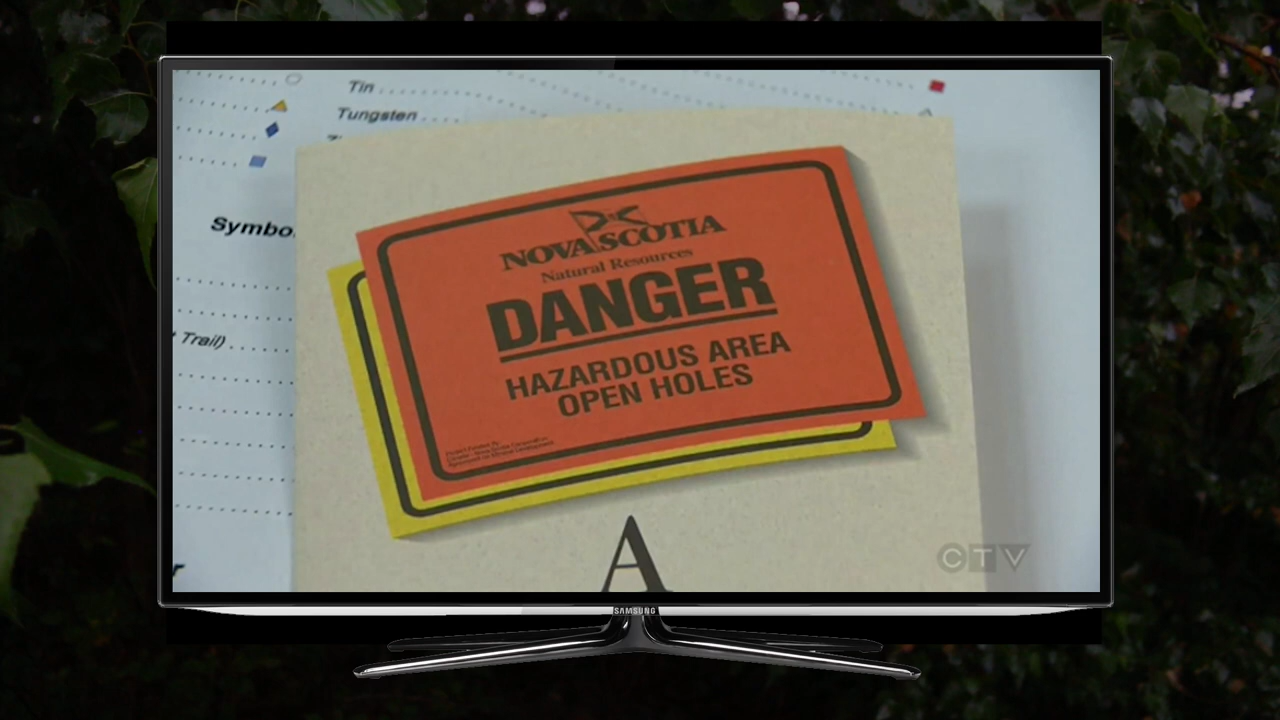 Tin
Tungsten
Symbo
Trail)
NOVA SCOTIA
Natural Resources
DANGER
HAZARDOUS AREA
OPEN HOLES
A
CTV
SAMSUNG